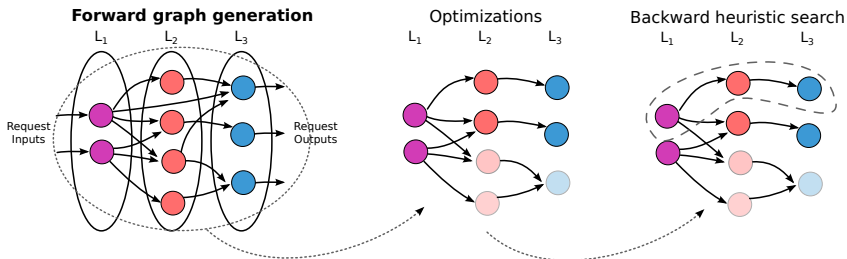 Forward graph generation
L1 L2 L3
Request
Inputs
Request
Outputs
Optimizations
L1 L2 L3
Backward heuristic search
L1 L2 L3